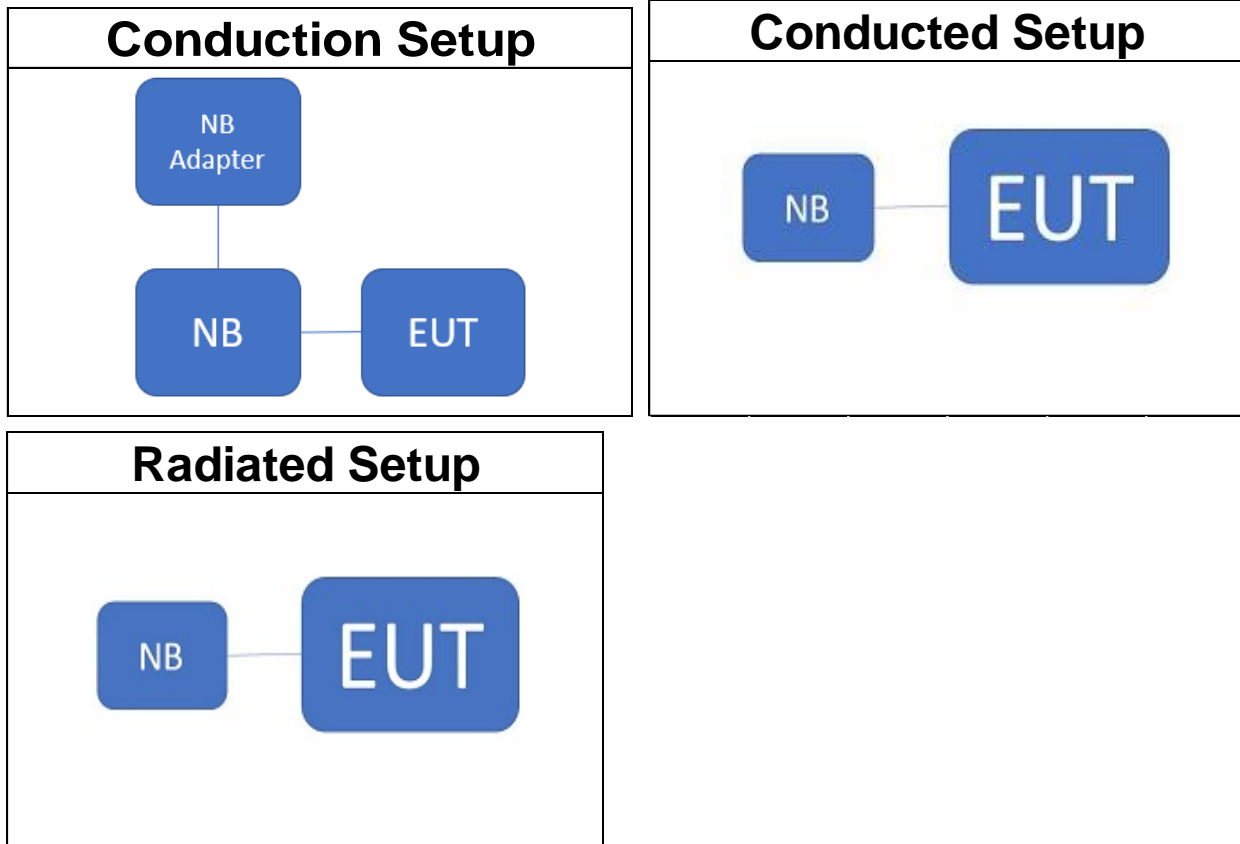 Conduction Setup
NB
Adapter
NB
EUT
Conducted Setup
NB
EUT
Radiated Setup
NB
EUT